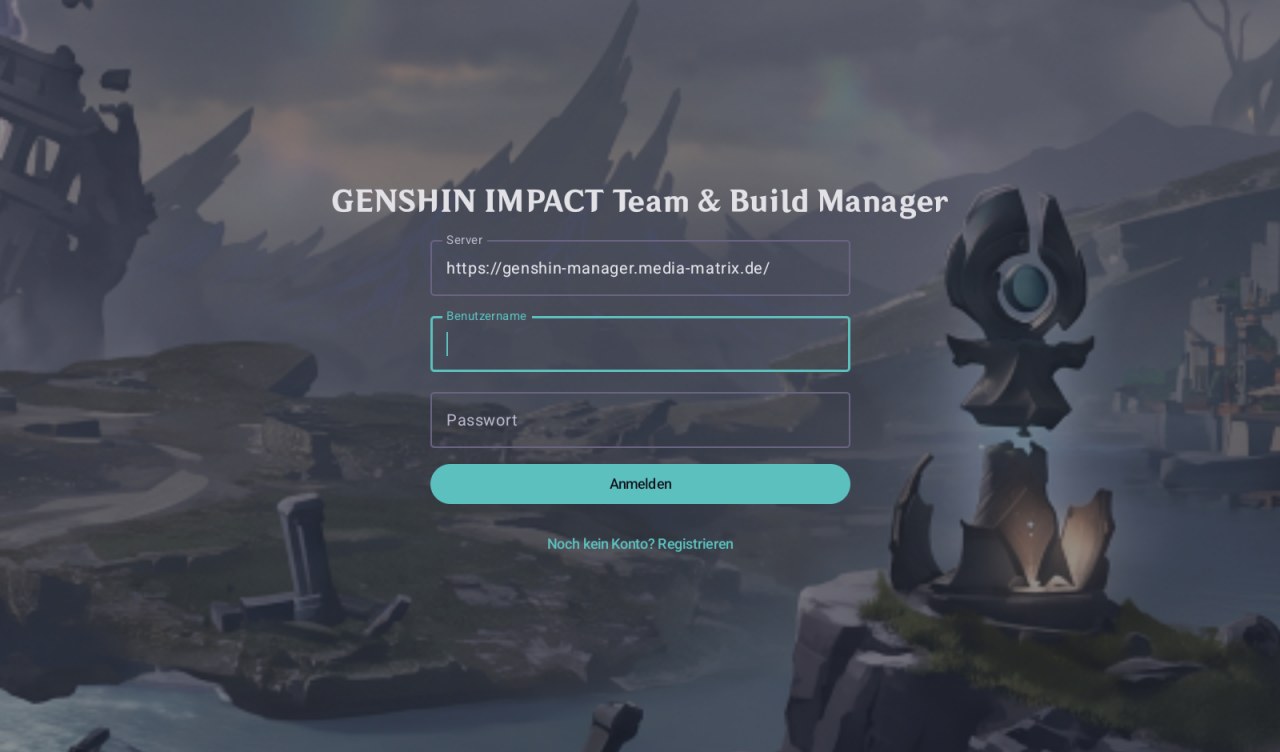 GENSHIN IMPACT Team & Build Manager
Server
https://genshin-manager.media-matrix.de/
Benutzername
Passwort
Anmelden
Noch kein Konto? Registrieren